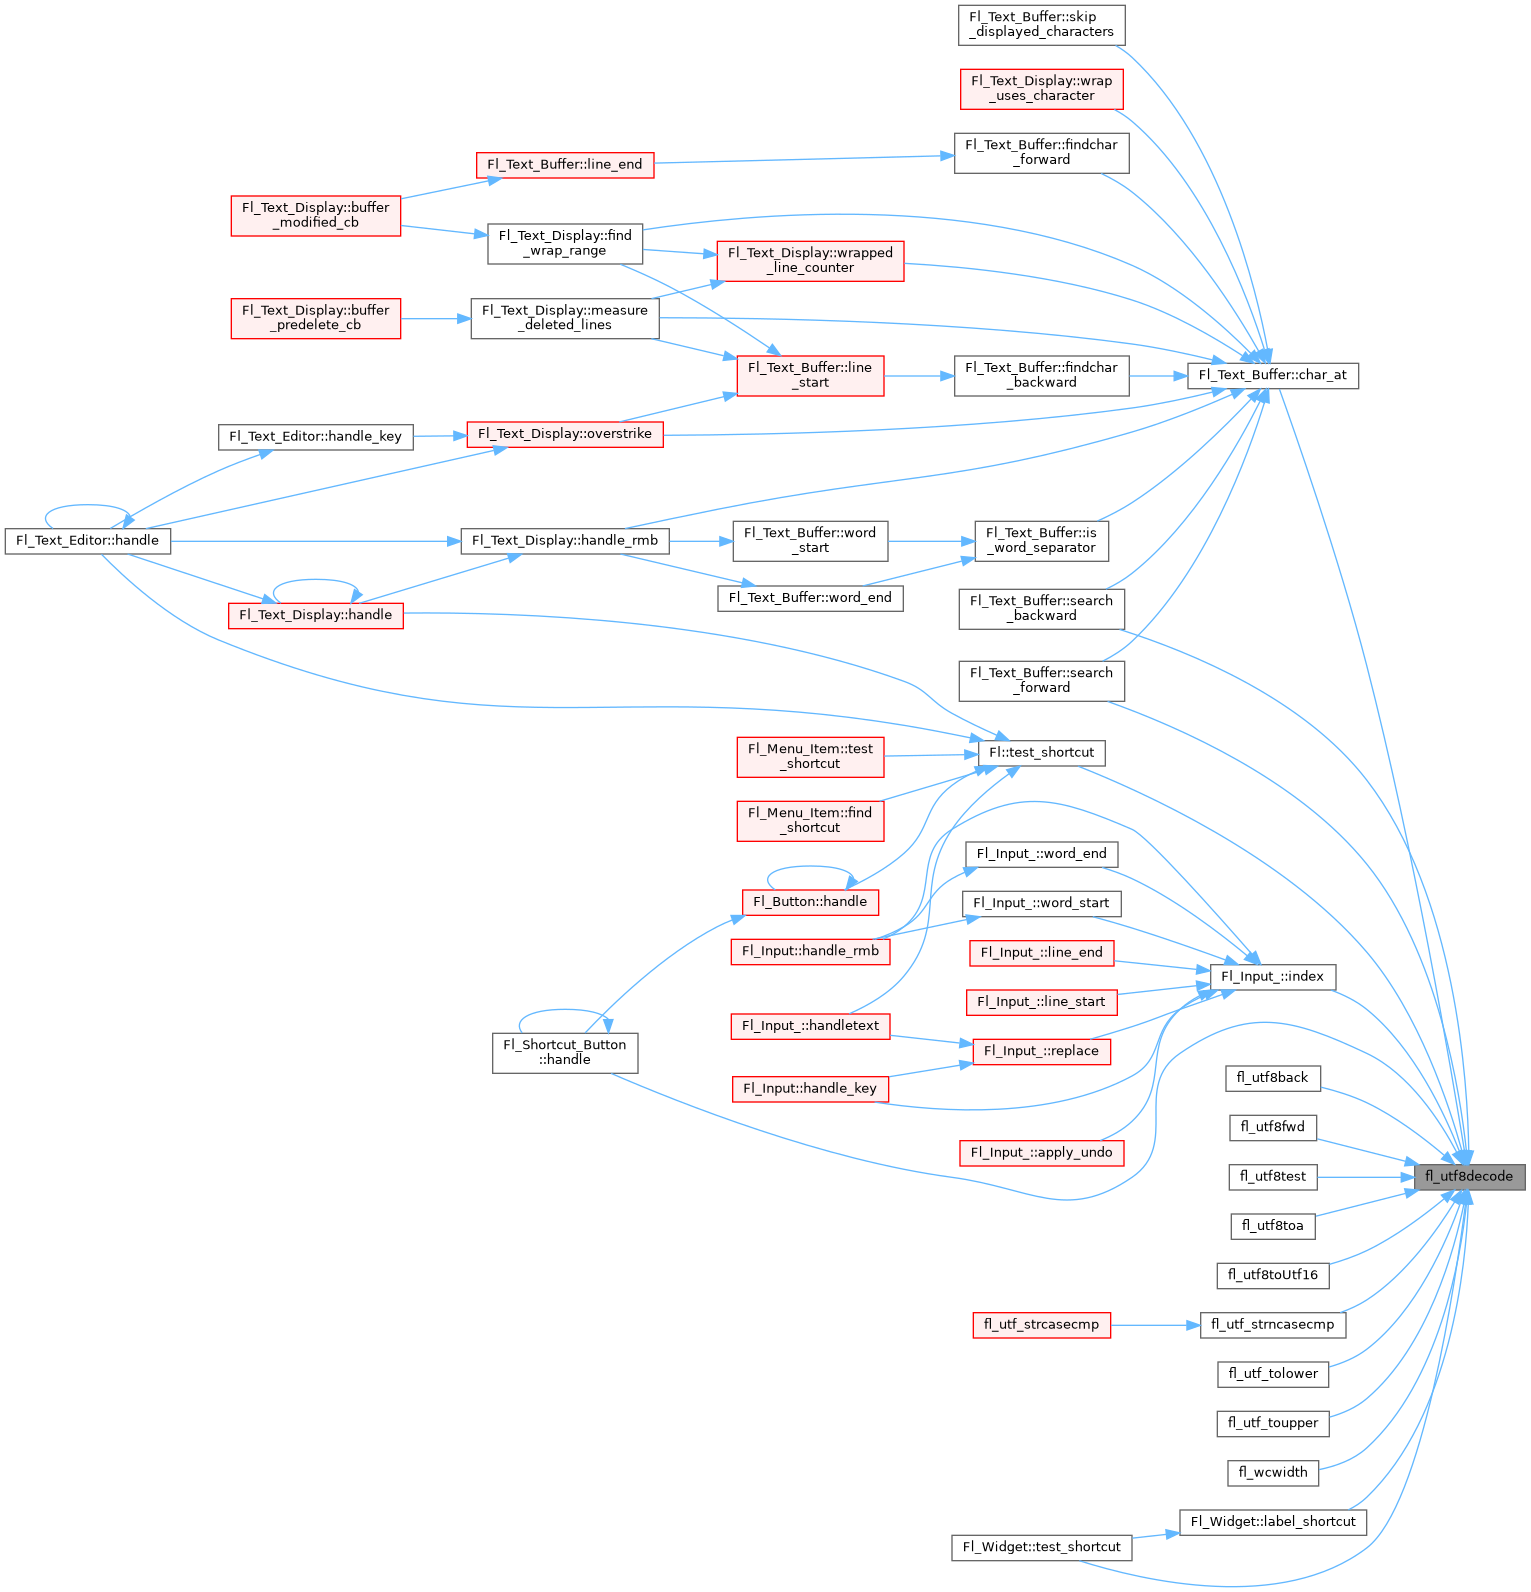 Fl_Text_Buffer::skip
_displayed_characters
Fl_Text_Display::wrap
_uses_character
Fl_Text_Buffer::findchar
_forward
Fl_Text_Buffer::line_end
Fl_Text_Display::buffer
_modified_cb
Fl_Text_Display::find
_wrap_range
Fl_Text_Display::wrapped
_line_counter
Fl_Text_Display::buffer
_predelete_cb
Fl_Text_Display::measure
_deleted_lines
Fl_Text_Buffer::line
_start
Fl_Text_Buffer::findchar
_backward
Fl_Text_Buffer::char_at
Fl_Text_Editor::handle_key
Fl_Text_Display::overstrike
Fl_Text_Editor::handle
Fl_Text_Display::handle_rmb
Fl_Text_Buffer::word
_start
Fl_Text_Buffer::is
_word_separator
Fl_Text_Buffer::word_end
Fl_Text_Display::handle
Fl_Text_Buffer::search
_backward
Fl_Text_Buffer::search
_forward
Fl::test_shortcut
Fl_Menu_Item::test
_shortcut
Fl_Menu_Item::find
_shortcut
Fl_Input_::word_end
Fl_Button::handle
Fl_Input_::word_start
Fl_Input::handle_rmb
Fl_Input_::line_end
Fl_Input_::index
Fl_Input_::line_start
Fl_Input_::handletext
Fl_Shortcut_Button
::handle
Fl_Input_::replace
Fl_Input::handle_key
fl_utf8back
fl_utf8fwd
Fl_Input_::apply_undo
fl_utf8test
fl_utf8decode
fl_utf8toa
fl_utf8toUtf16
fl_utf_strcasecmp
fl_utf_strncasecmp
fl_utf_tolower
fl_utf_toupper
fl_wcwidth
Fl_Widget::label_shortcut
Fl_Widget::test_shortcut